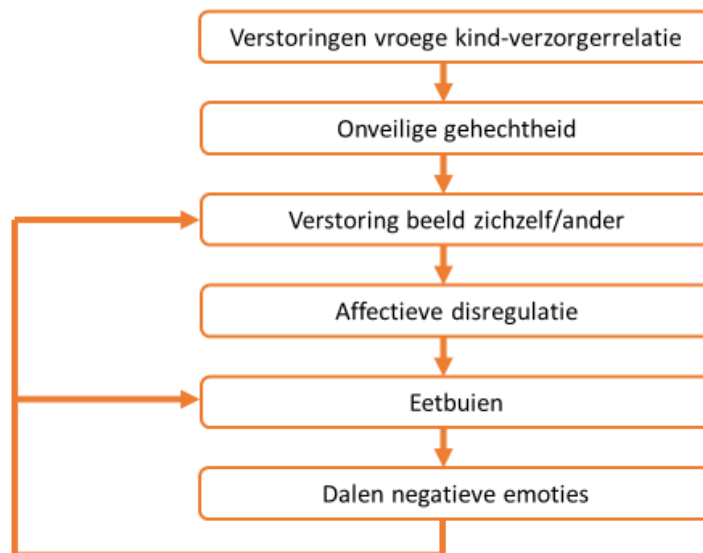 Verstoringen vroege kind-verzorgerrelatie
Onveilige gehechtheid
Verstoring beeld zichzelf/ander
Affectieve disregulatie
Eetbuien
Dalen negatieve emoties